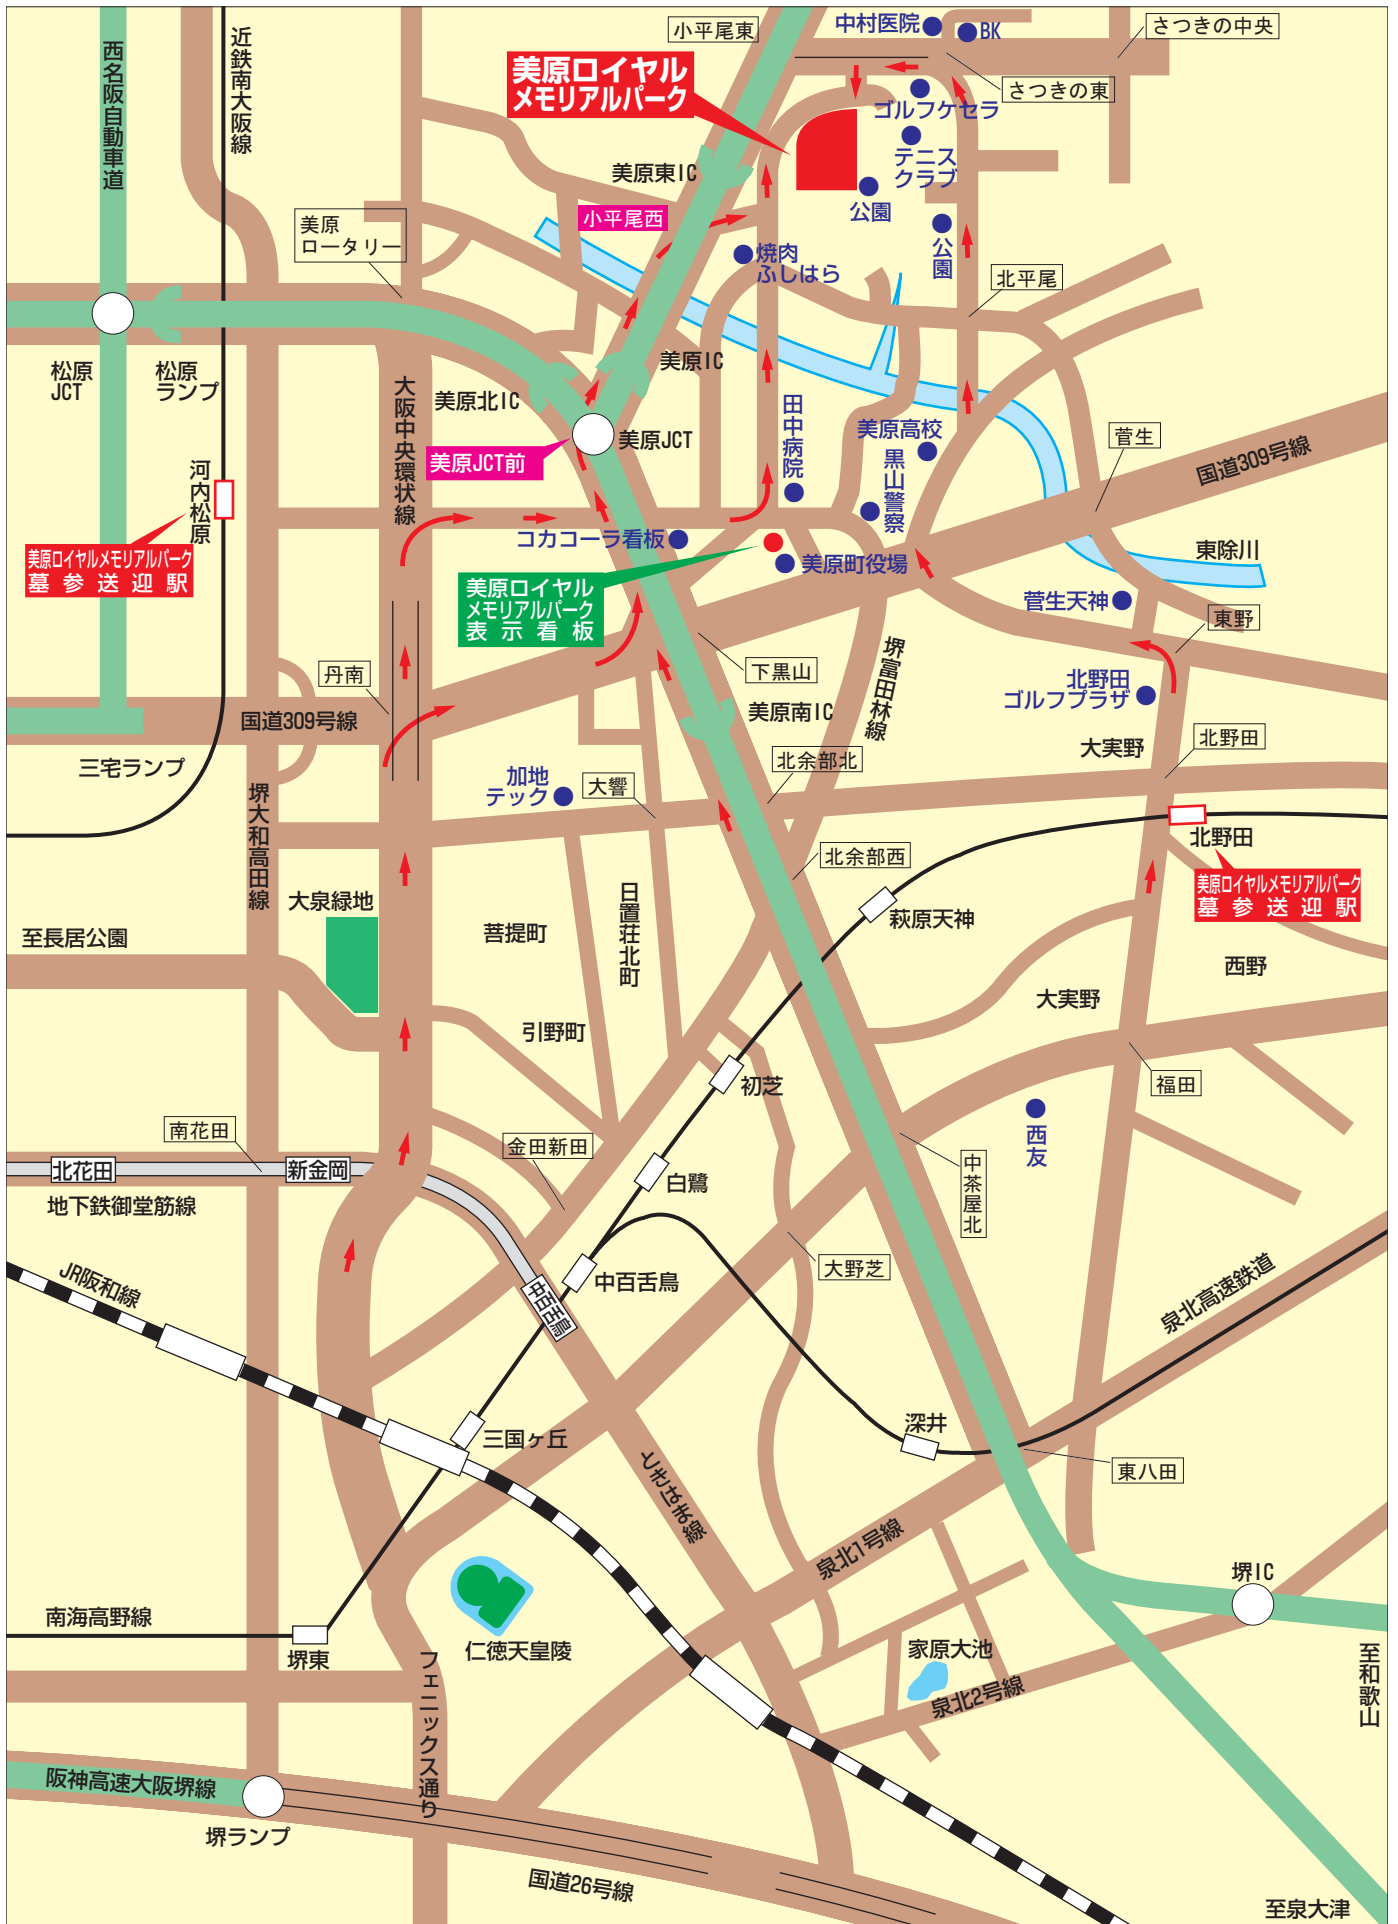 小平尾東
中村医院
BK
さつきの中央
西名阪自動車道
近鉄南大阪線
美原ロイヤル
メモリアルパーク
さつきの東
ゴルフケセラ
テニス
クラブ
美原東IC
公園
小平尾西
美原
ロータリー
公園
焼肉
ふしはら
北平尾
松原
JCT
松原
ランプ
美原IC
大阪中央環状線
美原北IC
田中病院
美原高校
菅生
美原JCT
美原JCT前
黒山警察
国道309号線
河内松原
コカコーラ看板
美原町役場
東除川
美原ロイヤルメモリアルパーク
墓参送迎駅
美原ロイヤル
メモリアルパーク
表示看板
菅生天神
東野
堺富田林線
丹南
下黒山
北野田
ゴルフプラザ
国道309号線
美原南IC
北野田
大実野
三宅ランプ
北余部北
加地
テック
大響
堺大和高田線
北野田
北余部西
美原ロイヤルメモリアルパーク
墓参送迎駅
大泉緑地
日置荘北町
萩原天神
至長居公園
菩提町
西野
大実野
引野町
初芝
福田
西友
南花田
金田新田
中茶屋北
北花田
新金岡
白鷺
地下鉄御堂筋線
大野芝
中百舌鳥
中百舌鳥
JR阪和線
泉北高速鉄道
深井
三国ヶ丘
ときはま線
東八田
泉北1号線
堺IC
南海高野線
堺東
仁徳天皇陵
フェニックス通り
家原大池
泉北2号線
至和歌山
阪神高速大阪堺線
堺ランプ
国道26号線
至泉大津